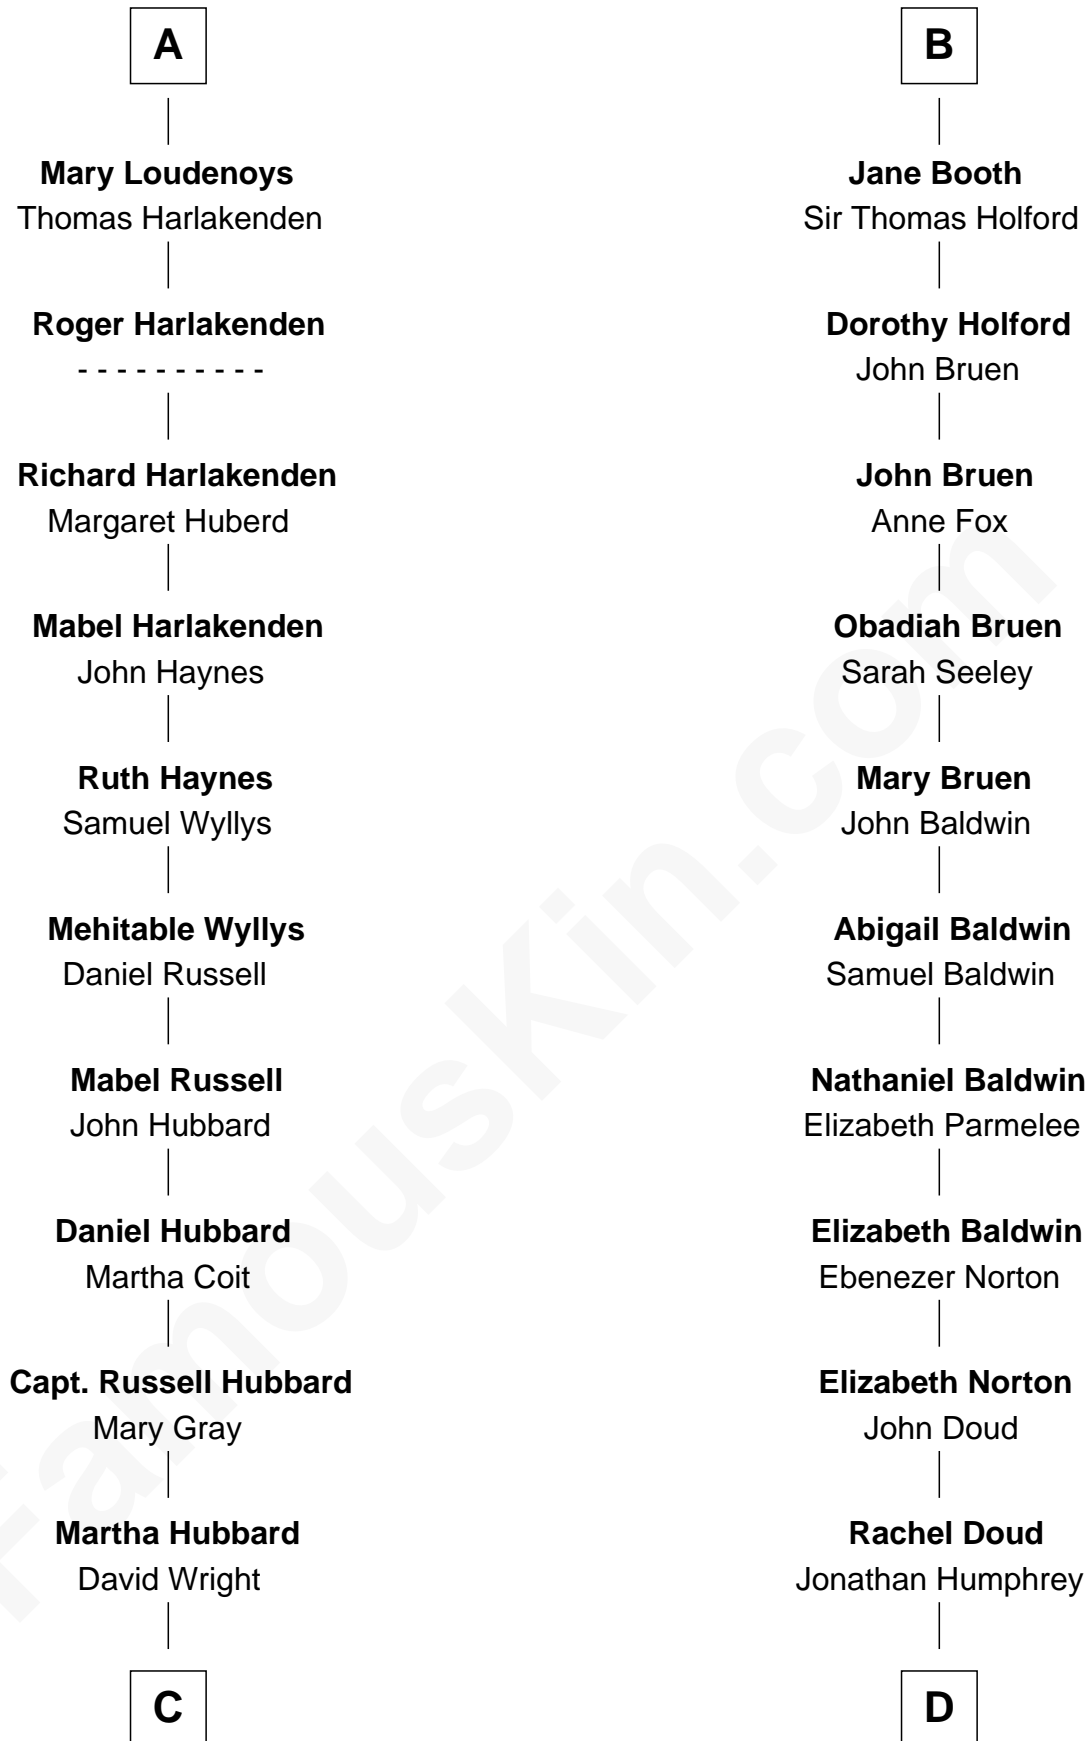 A
Mary Loudenoys
Thomas Harlakenden
Roger Harlakenden
- - - - - - - - - -
Richard Harlakenden
Margaret Huberd
Mabel Harlakenden
John Haynes
Ruth Haynes
Samuel Wyllys
Mehitable Wyllys
Daniel Russell
Mabel Russell
John Hubbard
Daniel Hubbard
Martha Coit
Capt. Russell Hubbard
Mary Gray
Martha Hubbard
David Wright
C
B
Jane Booth
Sir Thomas Holford
Dorothy Holford
John Bruen
John Bruen
Anne Fox
Obadiah Bruen
Sarah Seeley
Mary Bruen
John Baldwin
Abigail Baldwin
Samuel Baldwin
Nathaniel Baldwin
Elizabeth Parmelee
Elizabeth Baldwin
Ebenezer Norton
Elizabeth Norton
John Doud
Rachel Doud
Jonathan Humphrey
D
FamousKin.com